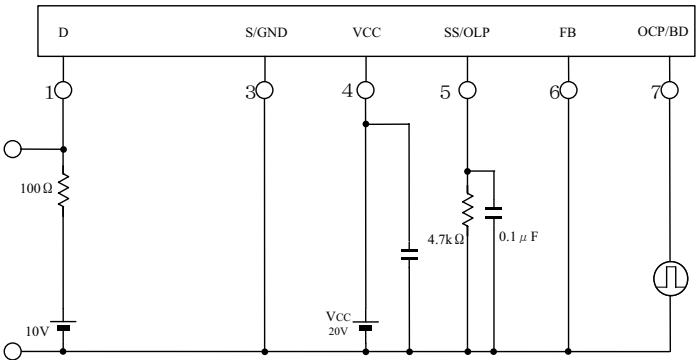 D S/GND VCC SS/OLP FB OCP/BD
1 3 4 5 6 7
100Ω
4.7kΩ 0.1μF
10V
VCC
20V